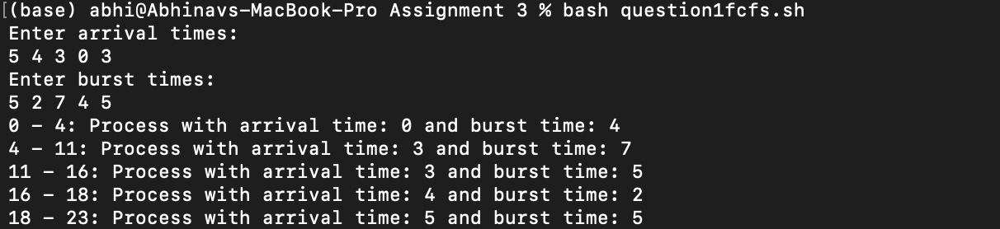 [(base) abhi@Abhinavs-MacBook-Pro Assignment 3 % bash question1fcfs.sh
Enter arrival times:
5 4 3 0 3
Enter burst times:
5 2 7 4 5
0 - 4: Process with arrival time: 0 and burst time: 4
4 - 11: Process with arrival time: 3 and burst time: 7
11 - 16: Process with arrival time: 3 and burst time: 5
16 - 18: Process with arrival time: 4 and burst time: 2
18 - 23: Process with arrival time: 5 and burst time: 5